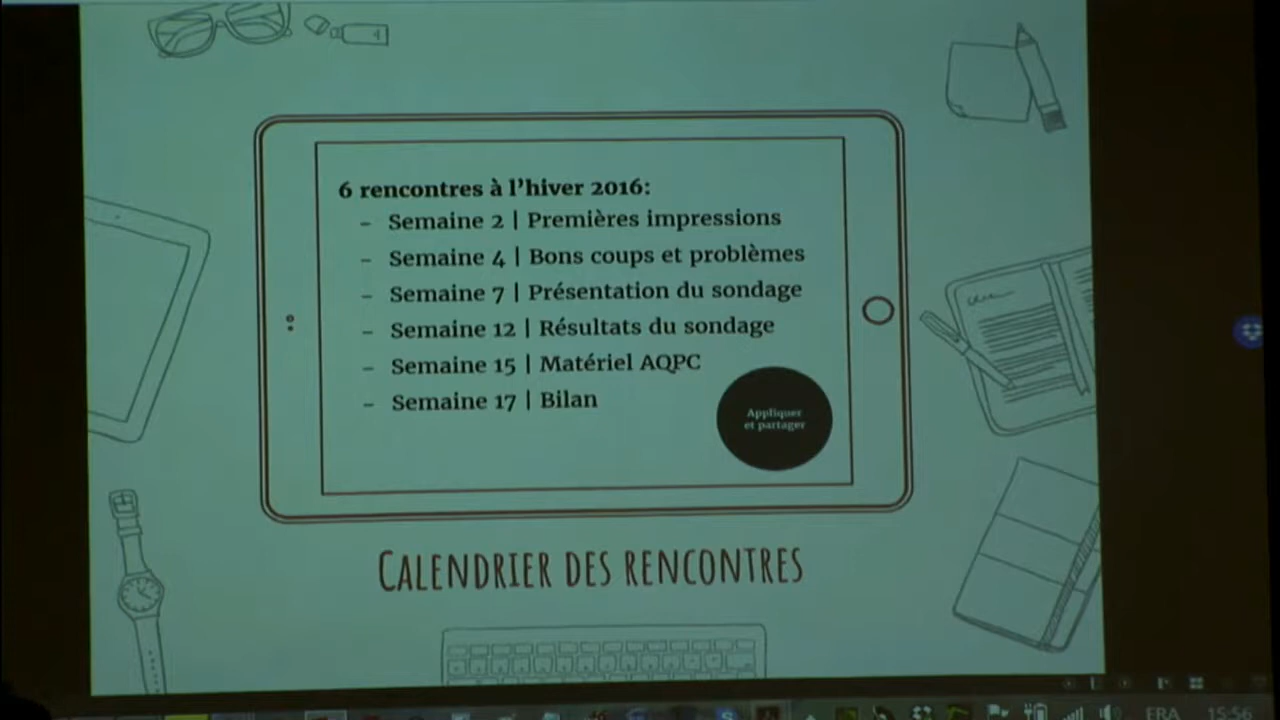 6 rencontres à l'hiver 2016:
- Semaine 2 | Premières impressions
- Semaine 4 | Bons coups et problèmes
- Semaine 7 | Présentation du sondage
- Semaine 12 | Résultats du sondage
- Semaine 15 | Matériel AQPC
- Semaine 17 | Bilan
Appliquer
et partager
CALENDRIER DES RENCONTRES
FRA 15:56